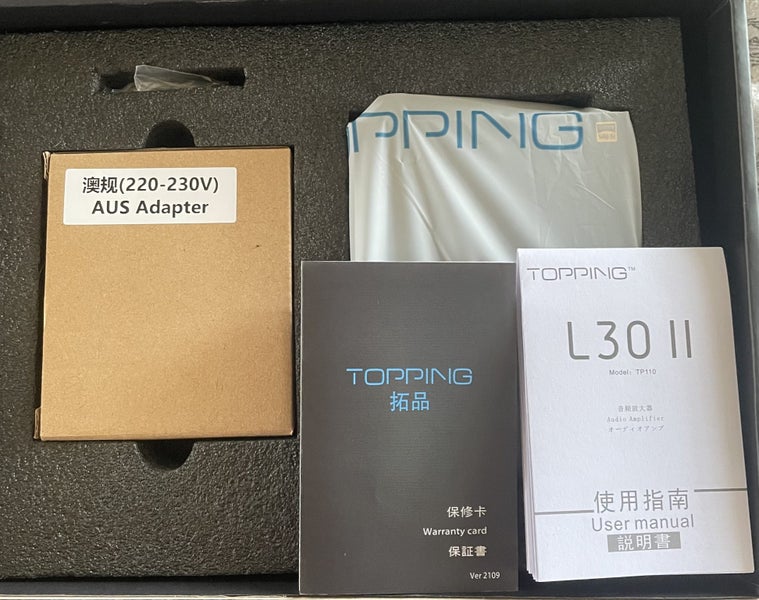 澳规(220-230V)
AUS Adapter
OPPING
TOPPING
拓品
保修卡
Warranty card
保証書
Ver 2109
TOPPING™
L30 II
Model: TP110
音频放大器
Audio Amplifier
オーディオアンプ
使用指南
User manual
説明書